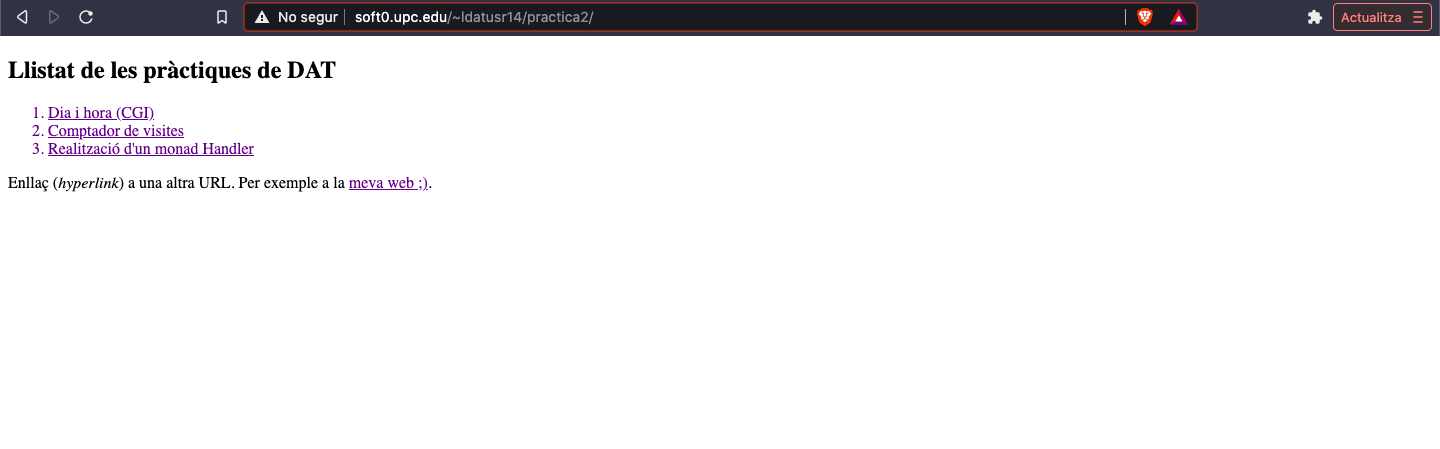 No segur soft0.upc.edu/~ldatusr14/practica2/ Actualitza
Llistat de les pràctiques de DAT
1. Dia i hora (CGI)
2. Comptador de visites
3. Realització d'un monad Handler
Enllaç (hyperlink) a una altra URL. Per exemple a la meva web ;).